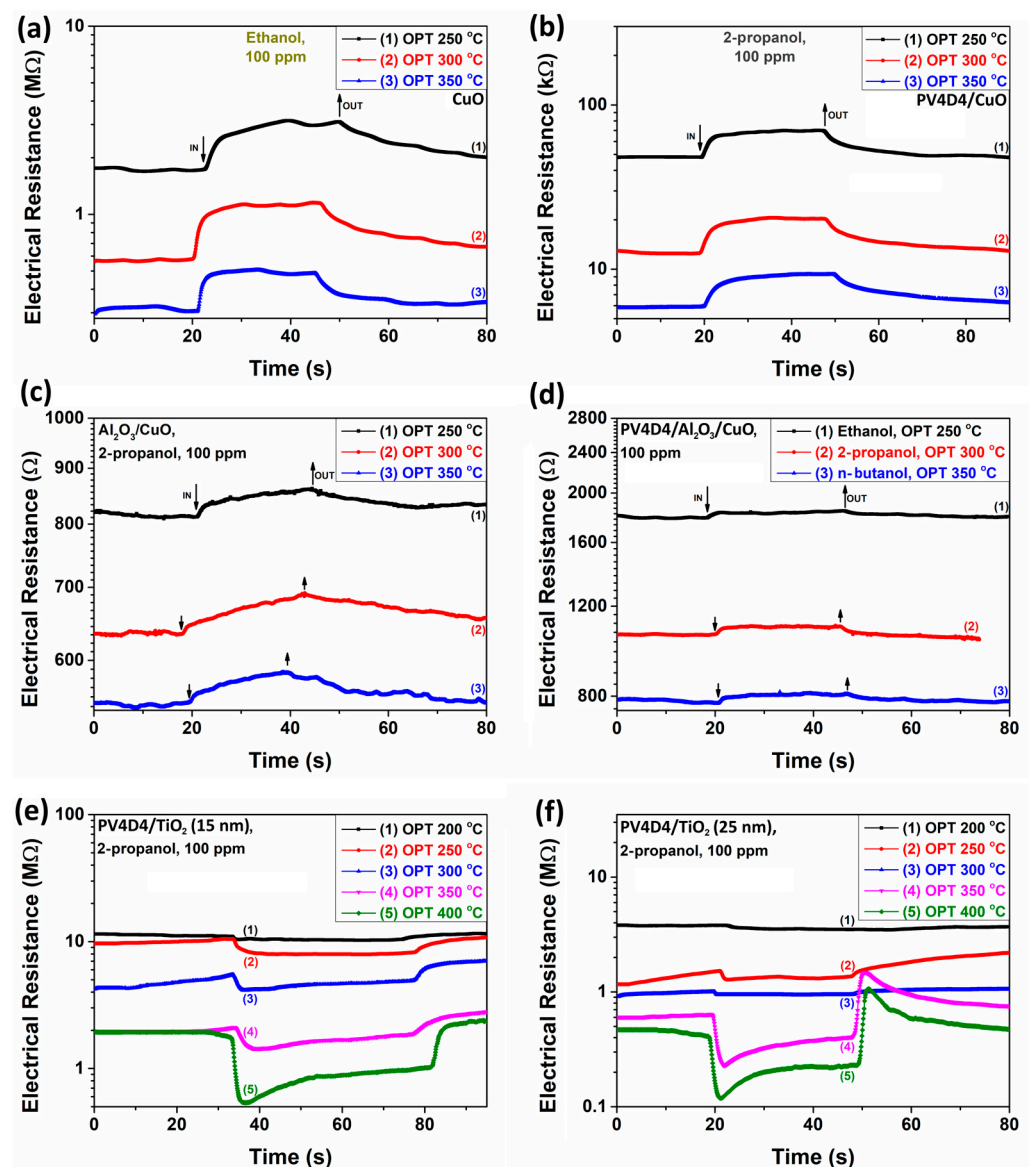 (a)
Electrical Resistance (MΩ)
10
1
Ethanol,
100 ppm
(1) OPT 250 °C
(2) OPT 300 °C
(3) OPT 350 °C
CuO
IN
OUT
(1)
(2)
(3)
0 20 40 60 80
Time (s)
(b)
Electrical Resistance (kΩ)
100
10
2-propanol,
100 ppm
(1) OPT 250 °C
(2) OPT 300 °C
(3) OPT 350 °C
PV4D4/CuO
IN
OUT
(1)
(2)
(3)
0 20 40 60 80
Time (s)
(c)
Electrical Resistance (Ω)
1000
900
800
700
600
Al₂O₃/CuO,
2-propanol, 100 ppm
(1) OPT 250 °C
(2) OPT 300 °C
(3) OPT 350 °C
IN
OUT
(1)
(2)
(3)
0 20 40 60 80
Time (s)
(d)
Electrical Resistance (Ω)
2800
2400
2000
1600
1200
800
PV4D4/Al₂O₃/CuO,
100 ppm
(1) Ethanol, OPT 250 °C
(2) 2-propanol, OPT 300 °C
(3) n-butanol, OPT 350 °C
IN
OUT
(1)
(2)
(3)
0 20 40 60 80
Time (s)
(e)
Electrical Resistance (MΩ)
100
10
1
PV4D4/TiO₂ (15 nm),
2-propanol, 100 ppm
(1) OPT 200 °C
(2) OPT 250 °C
(3) OPT 300 °C
(4) OPT 350 °C
(5) OPT 400 °C
(1)
(2)
(3)
(4)
(5)
0 20 40 60 80
Time (s)
(f)
Electrical Resistance (MΩ)
10
1
0.1
PV4D4/TiO₂ (25 nm),
2-propanol, 100 ppm
(1) OPT 200 °C
(2) OPT 250 °C
(3) OPT 300 °C
(4) OPT 350 °C
(5) OPT 400 °C
(1)
(2)
(3)
(4)
(5)
0 20 40 60 80
Time (s)